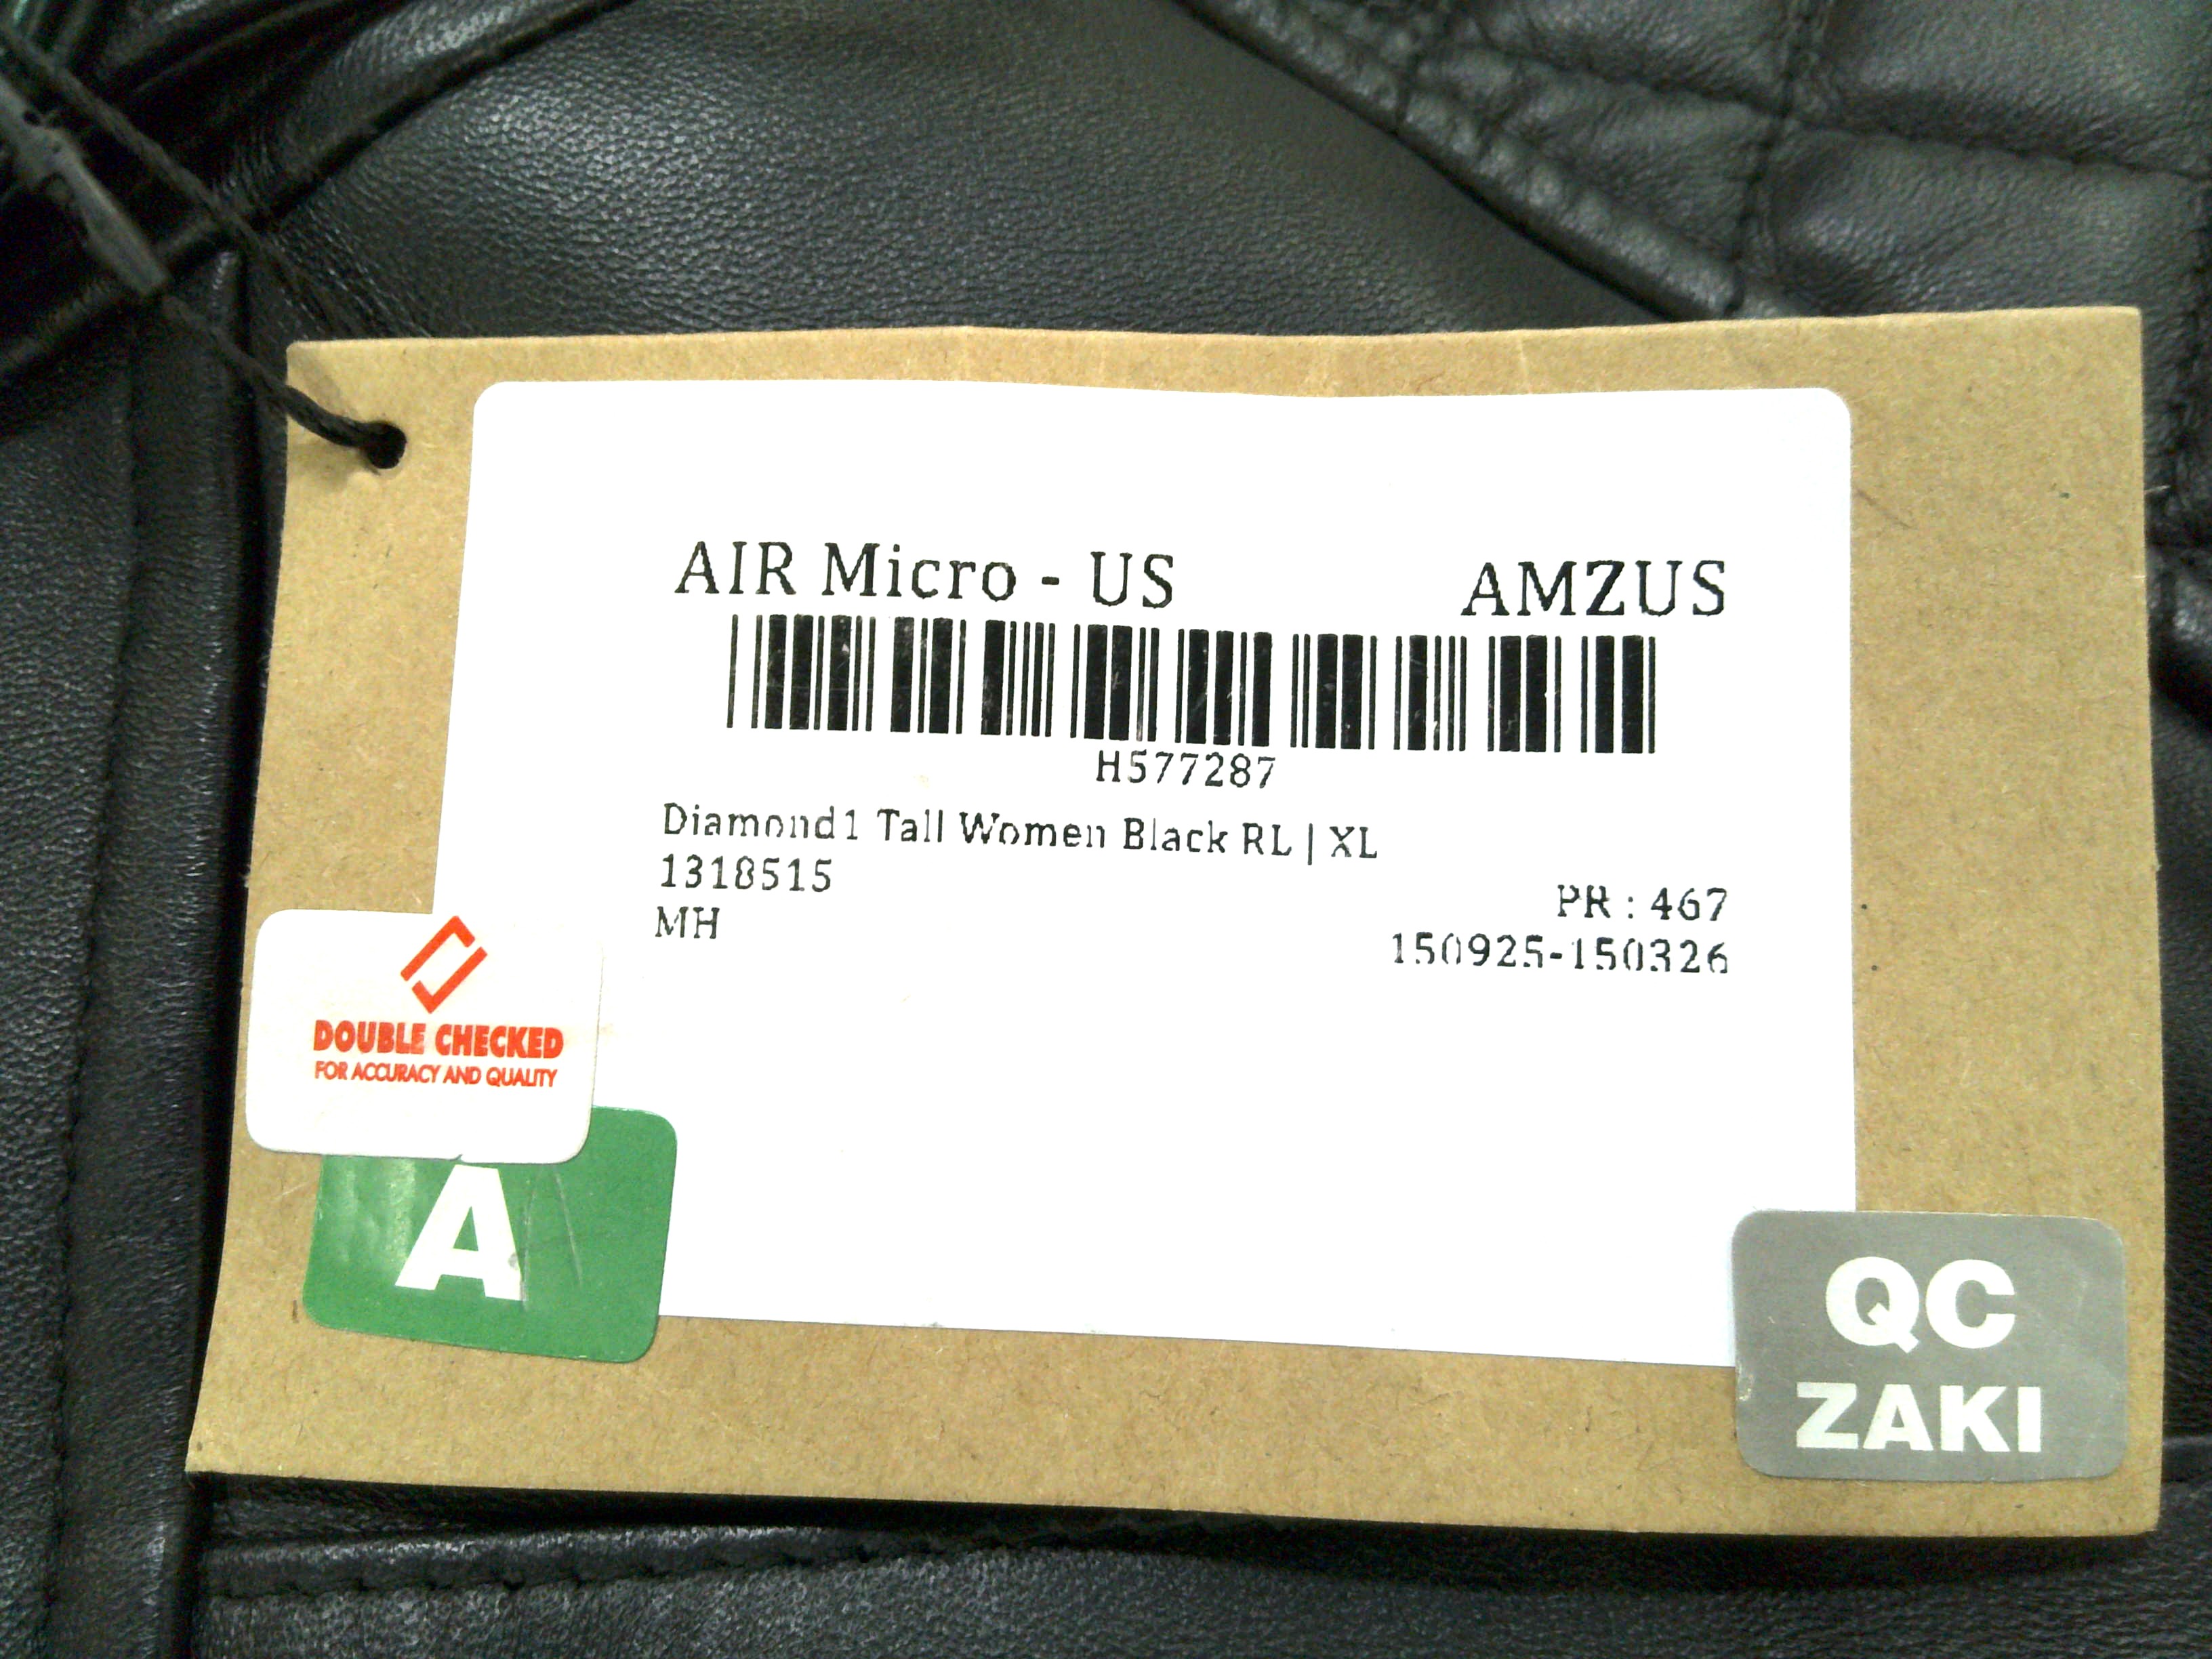 AIR Micro - US AMZUS
H577287
Diamond1 Tall Women Black RL | XL
1318515
PR : 467
MH
150925-150326
DOUBLE CHECKED
FOR ACCURACY AND QUALITY
A
QC
ZAKI